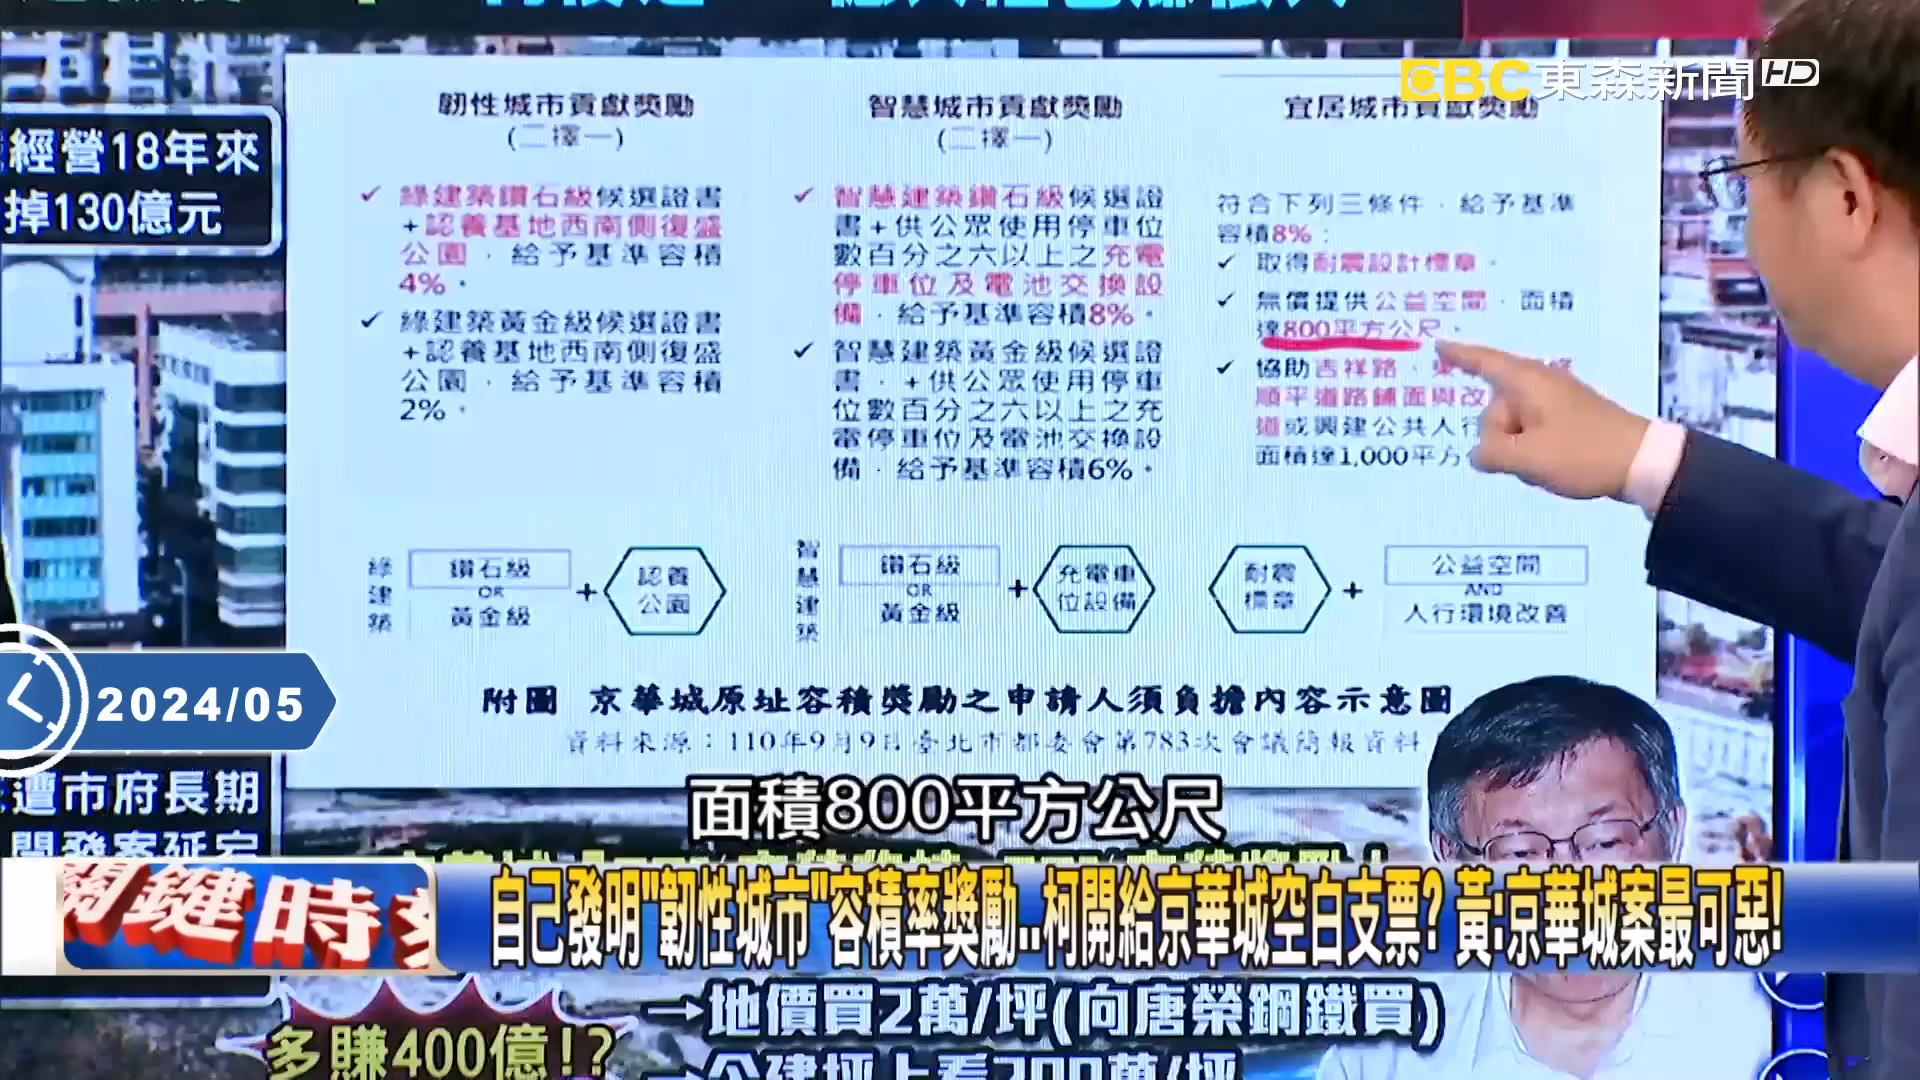 EBC東森新聞HD
經營18年來
掉130億元
韌性城市貢獻獎勵
(二擇一)
✓ 綠建築鑽石級候選證書
+認養基地西南側復盛
公園,給予基準容積
4%。
✓ 綠建築黃金級候選證書
+認養基地西南側復盛
公園,給予基準容積
2%。
智慧城市貢獻獎勵
(二擇一)
✓ 智慧建築鑽石級候選證
書+供公眾使用停車位
數百分之六以上之充電
停車位及電池交換設
備,給予基準容積8%。
✓ 智慧建築黃金級候選證
書,+供公眾使用停車
位數百分之六以上之充
電停車位及電池交換設
備,給予基準容積6%。
宜居城市貢獻獎勵
符合下列三條件,給予基準
容積8%:
✓ 取得耐震設計標章。
✓ 無償提供公益空間,面積
達800平方公尺。
✓ 協助吉祥路、
順平道路鋪面與改
道或興建公共人行
面積達1,000平方
綠建築
鑽石級
OR
黃金級
+
認養
公園
智慧建築
鑽石級
OR
黃金級
+
充電車
位設備
耐震
標章
+
公益空間
AND
人行環境改善
附圖 京華城原址容積獎勵之申請人須負擔內容示意圖
資料來源:110年9月9日臺北市都委會第783次會議簡報資料
2024/05
遭市府長期
開發案延宕
面積800平方公尺
關鍵時
自己發明"韌性城市"容積率獎勵..柯開給京華城空白支票? 黃:京華城案最可惡!
多賺400億!?
→地價買2萬/坪(向唐榮鋼鐵買)